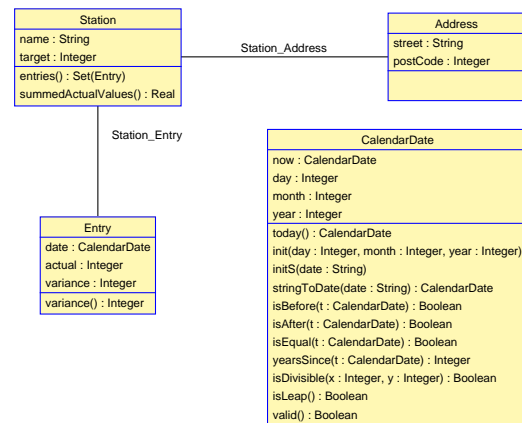 Station
name : String
target : Integer
entries() : Set(Entry)
summedActualValues() : Real
Station_Address
Address
street : String
postCode : Integer
Station_Entry
Entry
date : CalendarDate
actual : Integer
variance : Integer
variance() : Integer
CalendarDate
now : CalendarDate
day : Integer
month : Integer
year : Integer
today() : CalendarDate
init(day : Integer, month : Integer, year : Integer)
initS(date : String)
stringToDate(date : String) : CalendarDate
isBefore(t : CalendarDate) : Boolean
isAfter(t : CalendarDate) : Boolean
isEqual(t : CalendarDate) : Boolean
yearsSince(t : CalendarDate) : Integer
isDivisible(x : Integer, y : Integer) : Boolean
isLeap() : Boolean
valid() : Boolean